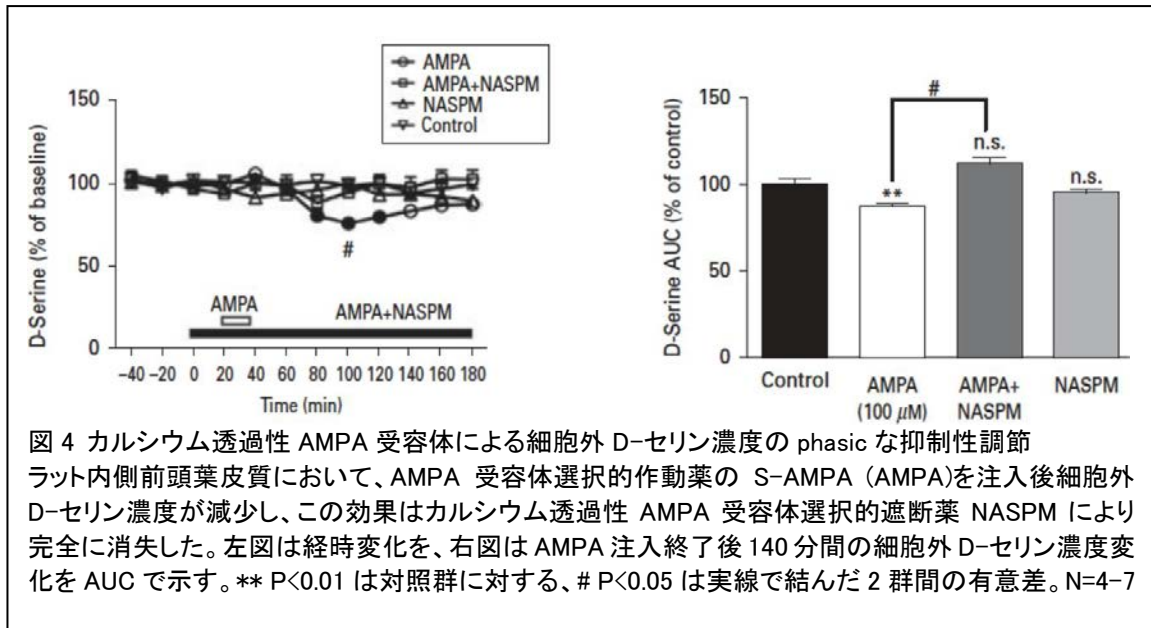 AMPA
AMPA+NASPM
NASPM
Control
150
100
50
0
D-Serine (% of baseline)
#
AMPA
AMPA+NASPM
-40 -20 0 20 40 60 80 100 120 140 160 180
Time (min)
150
100
50
0
D-Serine AUC (% of control)
#
**
n.s.
n.s.
Control
AMPA
(100 μM)
AMPA+
NASPM
NASPM
図 4 カルシウム透過性 AMPA 受容体による細胞外 D-セリン濃度の phasic な抑制性調節
ラット内側前頭葉皮質において、AMPA 受容体選択的作動薬の S-AMPA (AMPA)を注入後細胞外
D-セリン濃度が減少し、この効果はカルシウム透過性 AMPA 受容体選択的遮断薬 NASPM により
完全に消失した。左図は経時変化を、右図は AMPA 注入終了後 140 分間の細胞外 D-セリン濃度変
化を AUC で示す。** P<0.01 は対照群に対する、# P<0.05 は実線で結んだ 2 群間の有意差。N=4-7